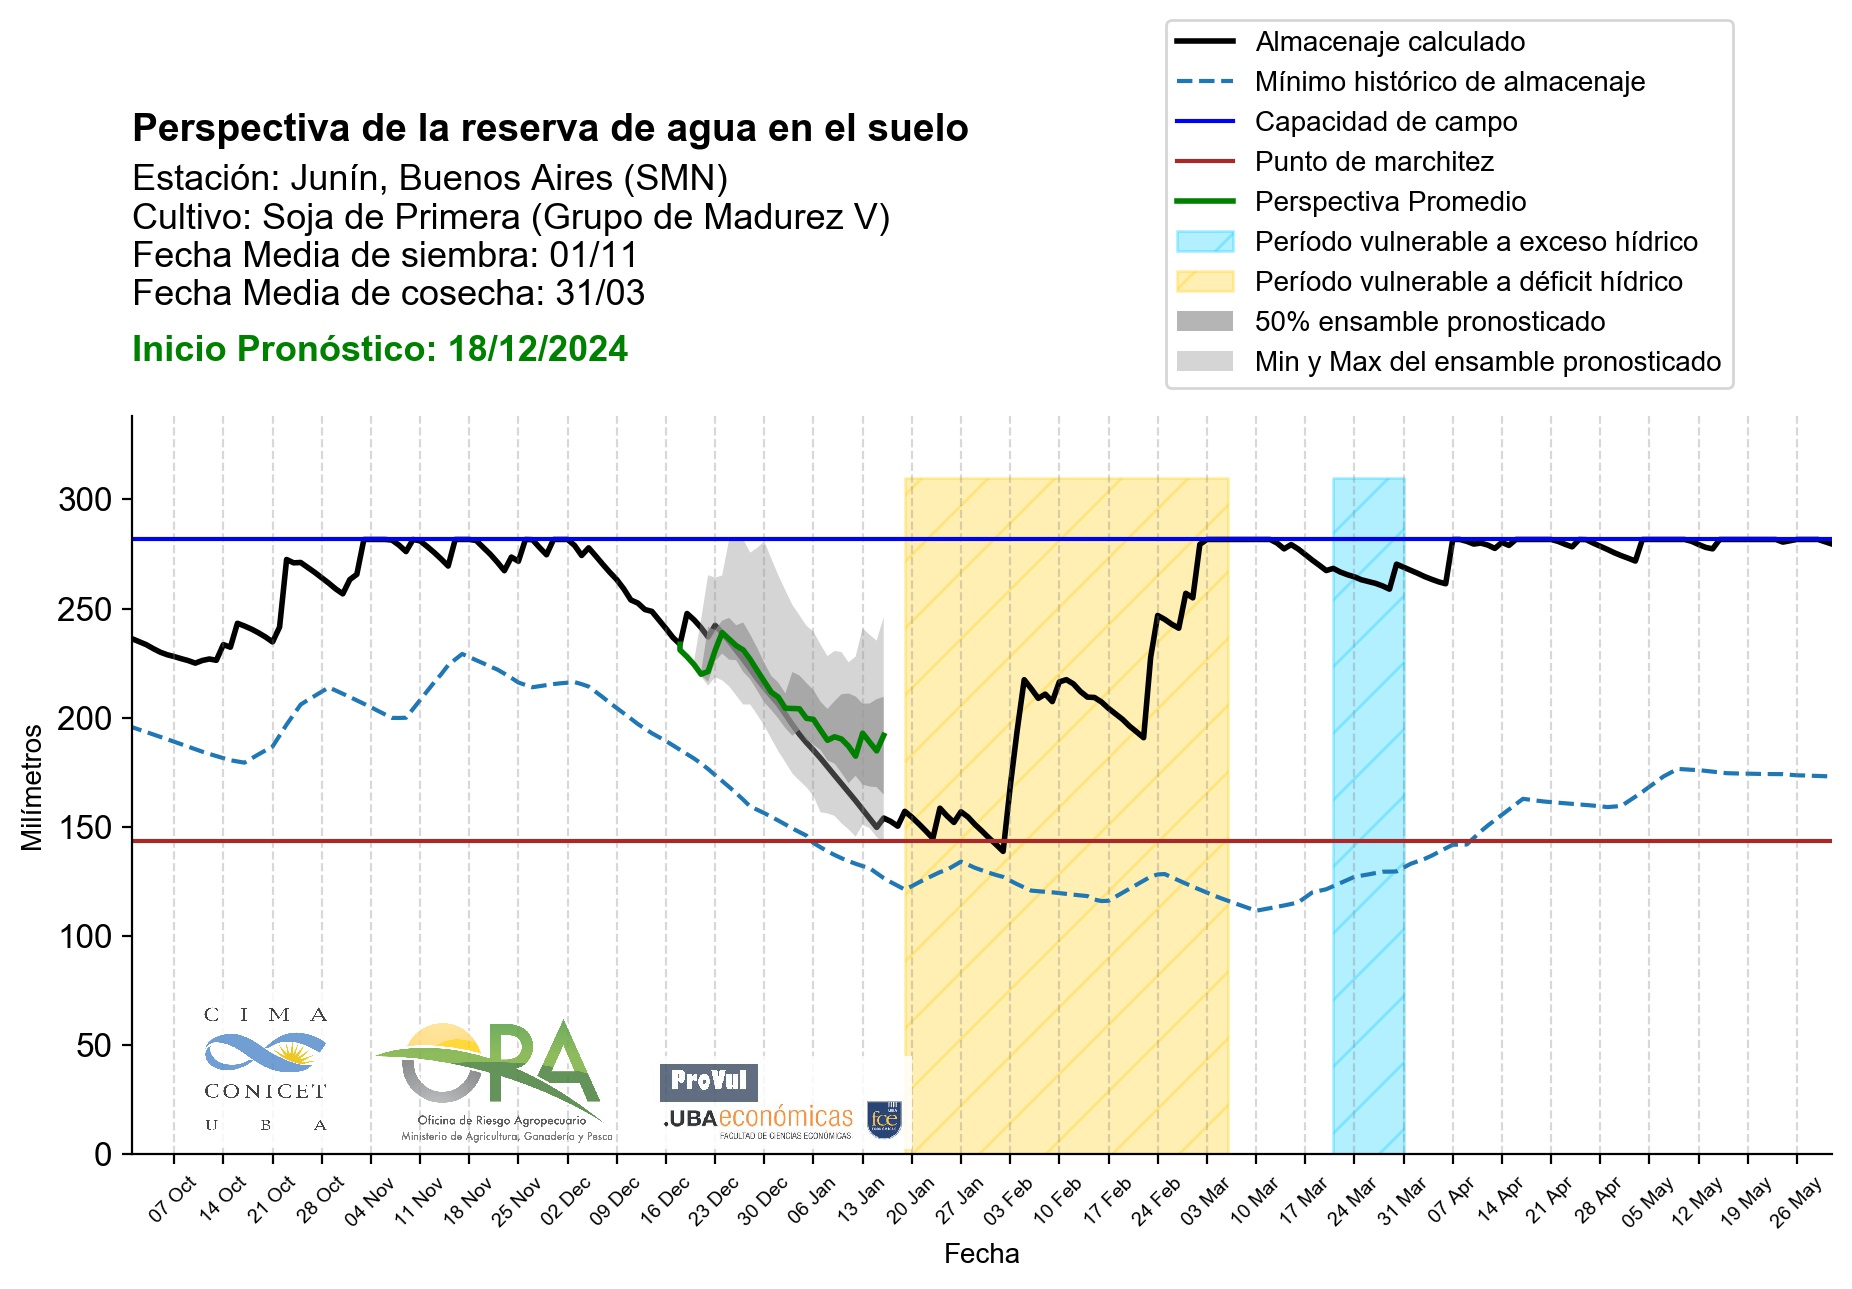 Almacenaje calculado
Mínimo histórico de almacenaje
Capacidad de campo
Punto de marchitez
Perspectiva Promedio
Período vulnerable a exceso hídrico
Período vulnerable a déficit hídrico
50% ensamble pronosticado
Min y Max del ensamble pronosticado
Perspectiva de la reserva de agua en el suelo
Estación: Junín, Buenos Aires (SMN)
Cultivo: Soja de Primera (Grupo de Madurez V)
Fecha Media de siembra: 01/11
Fecha Media de cosecha: 31/03
Inicio Pronóstico: 18/12/2024
Milímetros
300
250
200
150
100
50
0
CIMA
CONICET
UBA
ORA
Oficina de Riesgo Agropecuario
Ministerio de Agricultura, Ganadería y Pesca
ProVul
.UBAeconómicas
FACULTAD DE CIENCIAS ECONÓMICAS
UBA
fce
07 Oct
14 Oct
21 Oct
28 Oct
04 Nov
11 Nov
18 Nov
25 Nov
02 Dec
09 Dec
16 Dec
23 Dec
30 Dec
06 Jan
13 Jan
20 Jan
27 Jan
03 Feb
10 Feb
17 Feb
24 Feb
03 Mar
10 Mar
17 Mar
24 Mar
31 Mar
07 Apr
14 Apr
21 Apr
28 Apr
05 May
12 May
19 May
26 May
Fecha